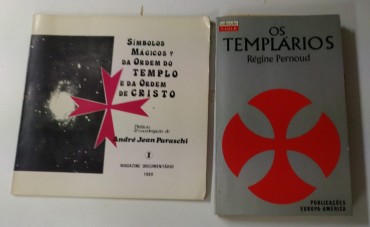 SÍMBOLOS
MÁGICOS?
DA ORDEM DO
TEMPLO
E DA ORDEM
DE CRISTO
André Jean Paraschi
I
MAGAZINE DOCUMENTÁRIO
1989
OS
TEMPLÁRIOS
Régine Pernoud
PUBLICAÇÕES
EUROPA-AMÉRICA